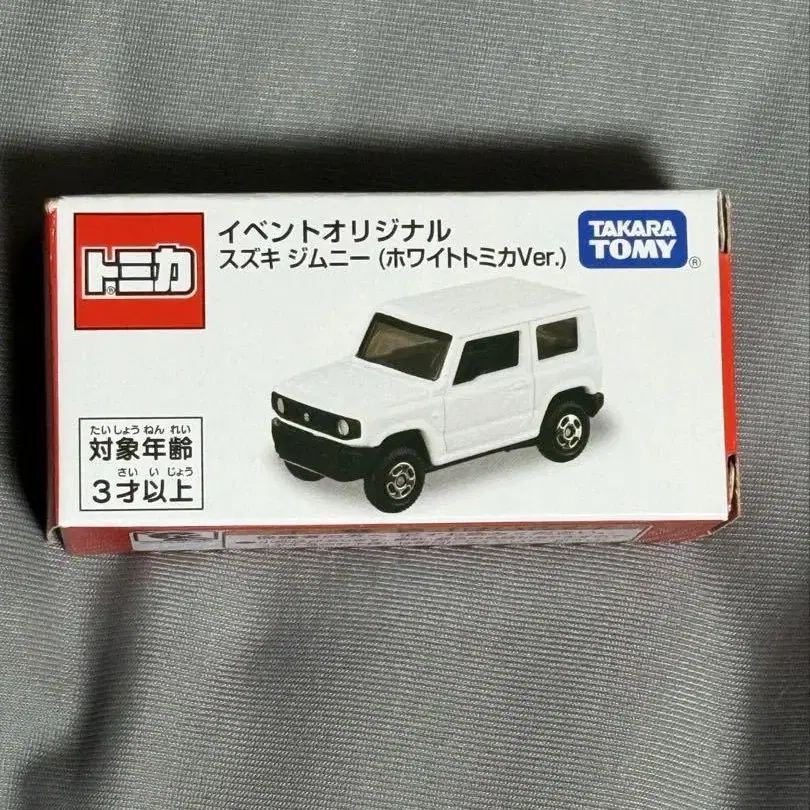 トミカ
®
イベントオリジナル
スズキ ジムニー (ホワイトトミカVer.)
TAKARA
TOMY
®
たいしょうねんれい
対象年齢
さいいじょう
3才以上